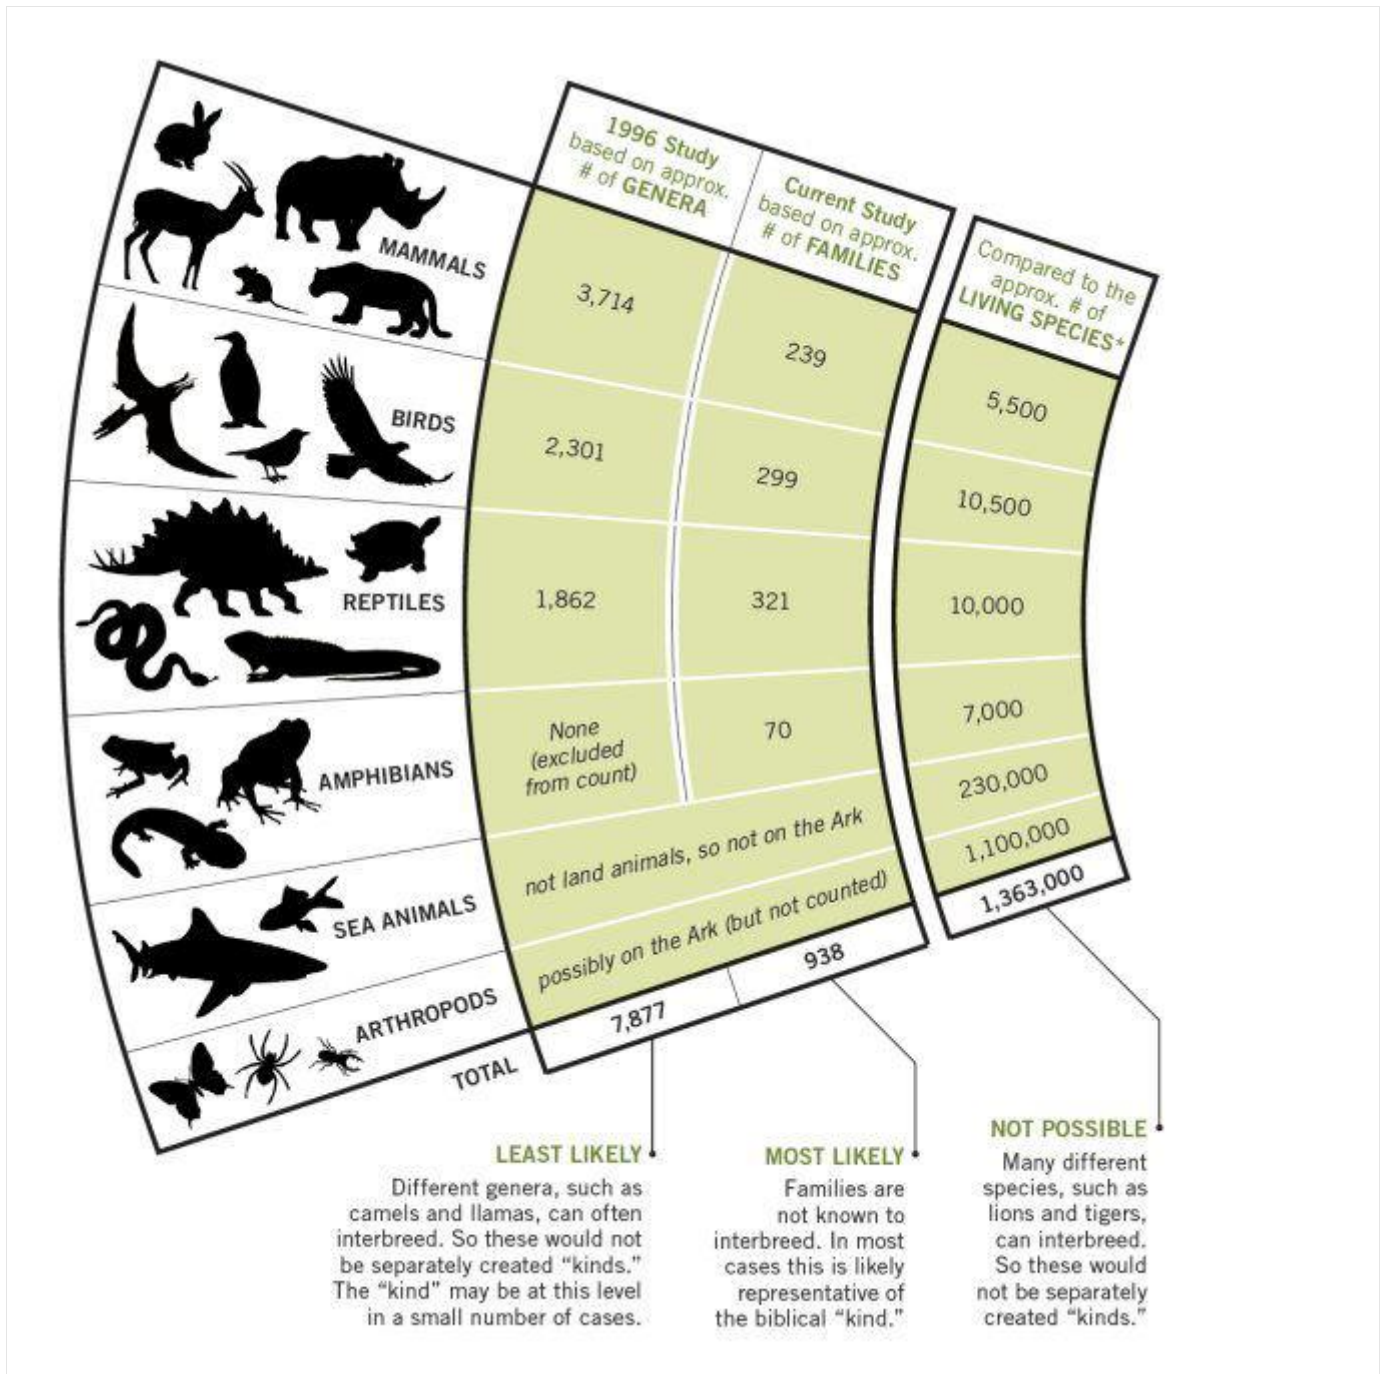 1996 Study
based on approx.
# of GENERA
Current Study
based on approx.
# of FAMILIES
Compared to the
approx. # of
LIVING SPECIES*
MAMMALS
3,714
239
5,500
BIRDS
2,301
299
10,500
REPTILES
1,862
321
10,000
AMPHIBIANS
None
(excluded
from count)
70
7,000
SEA ANIMALS
not land animals, so not on the Ark
230,000
ARTHROPODS
possibly on the Ark (but not counted)
1,100,000
TOTAL
7,877
938
1,363,000
LEAST LIKELY
Different genera, such as
camels and llamas, can often
interbreed. So these would not
be separately created “kinds.”
The “kind” may be at this level
in a small number of cases.
MOST LIKELY
Families are
not known to
interbreed. In most
cases this is likely
representative of
the biblical “kind.”
NOT POSSIBLE
Many different
species, such as
lions and tigers,
can interbreed.
So these would
not be separately
created “kinds.”